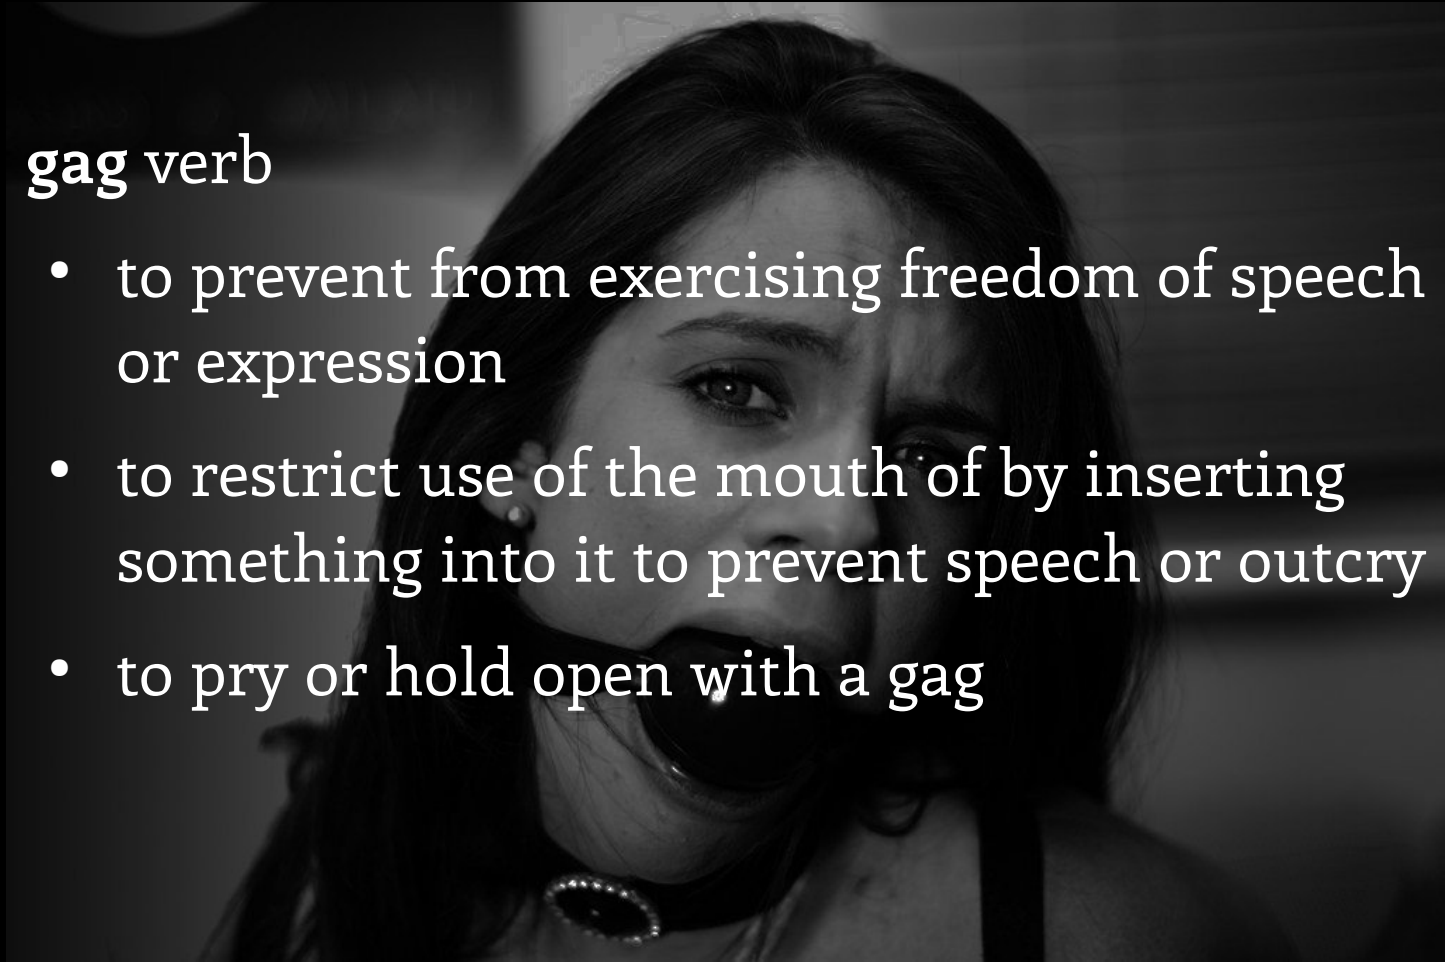 gag verb
• to prevent from exercising freedom of speech
or expression
• to restrict use of the mouth of by inserting
something into it to prevent speech or outcry
• to pry or hold open with a gag